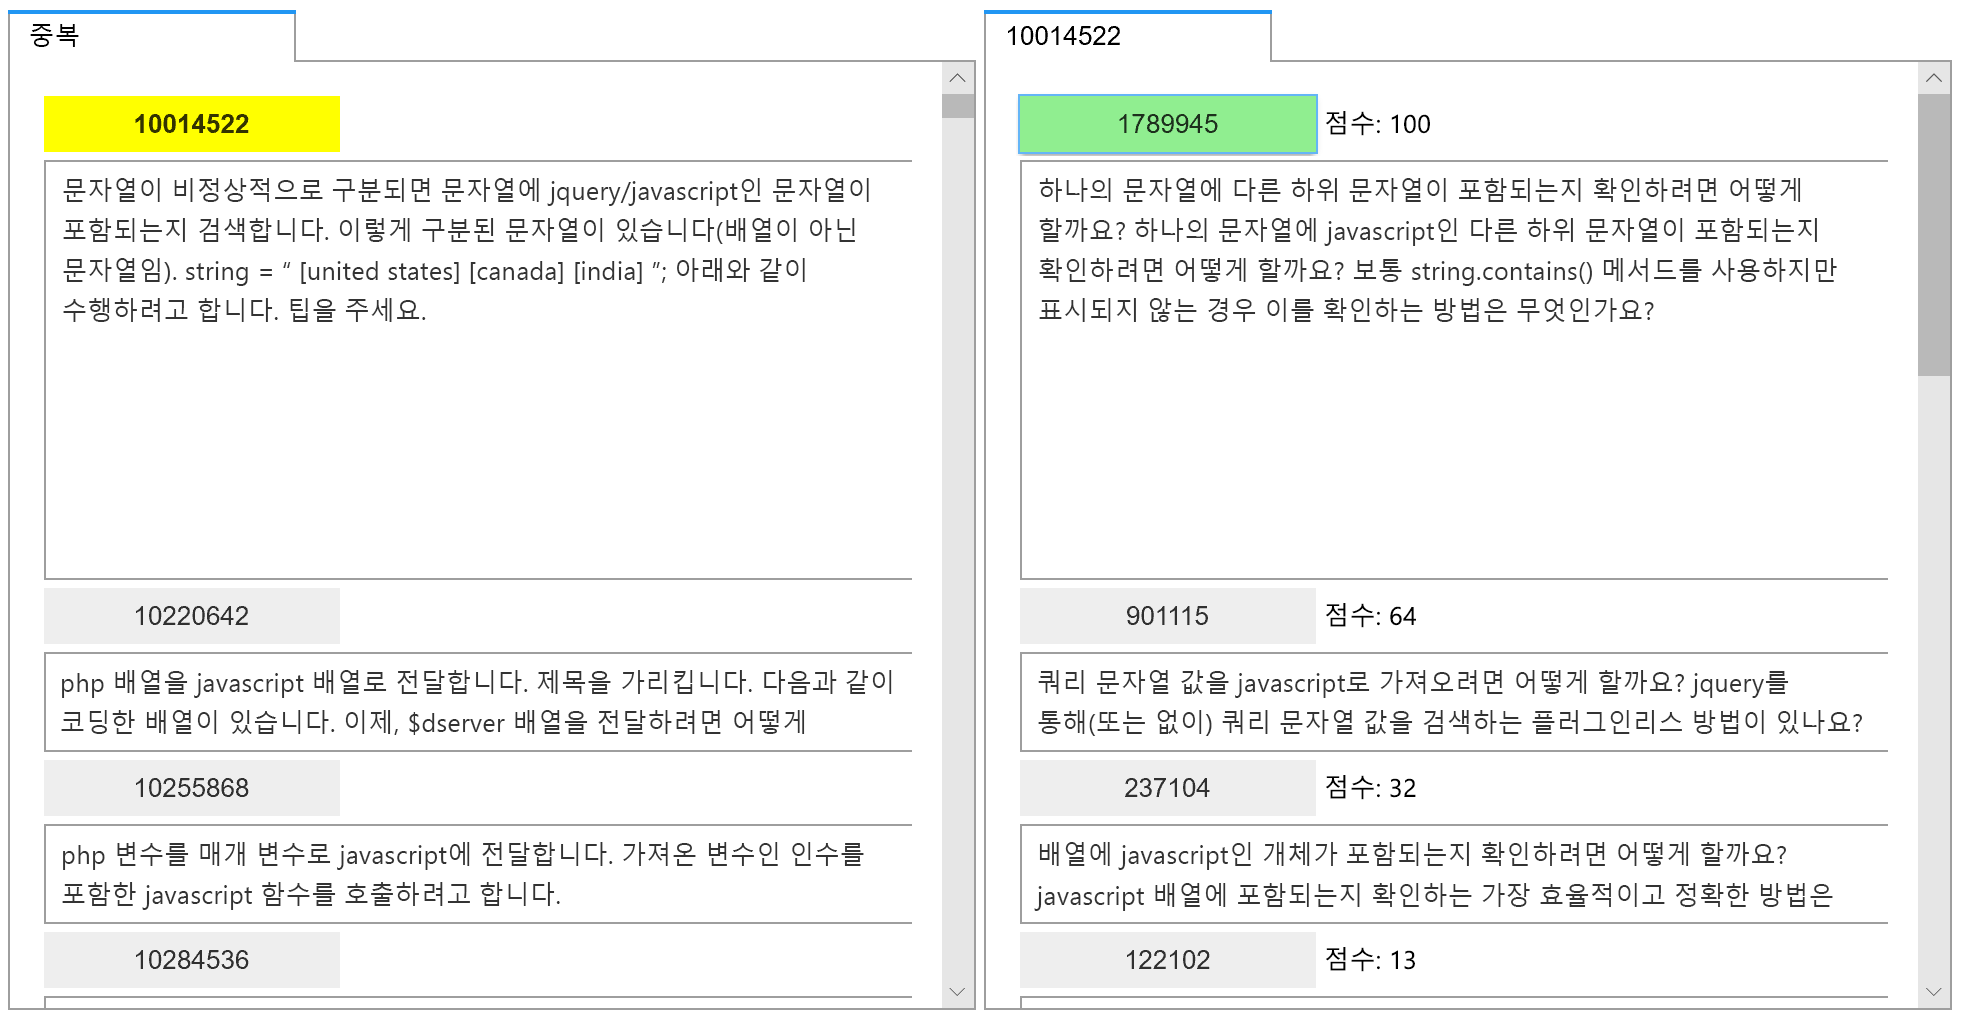 중복
10014522
문자열이 비정상적으로 구분되면 문자열에 jquery/javascript인 문자열이
포함되는지 검색합니다. 이렇게 구분된 문자열이 있습니다(배열이 아닌
문자열임). string = “ [united states] [canada] [india] ”; 아래와 같이
수행하려고 합니다. 팁을 주세요.
10220642
php 배열을 javascript 배열로 전달합니다. 제목을 가리킵니다. 다음과 같이
코딩한 배열이 있습니다. 이제, $dserver 배열을 전달하려면 어떻게
10255868
php 변수를 매개 변수로 javascript에 전달합니다. 가져온 변수인 인수를
포함한 javascript 함수를 호출하려고 합니다.
10284536
10014522
1789945 점수: 100
하나의 문자열에 다른 하위 문자열이 포함되는지 확인하려면 어떻게
할까요? 하나의 문자열에 javascript인 다른 하위 문자열이 포함되는지
확인하려면 어떻게 할까요? 보통 string.contains() 메서드를 사용하지만
표시되지 않는 경우 이를 확인하는 방법은 무엇인가요?
901115 점수: 64
쿼리 문자열 값을 javascript로 가져오려면 어떻게 할까요? jquery를
통해(또는 없이) 쿼리 문자열 값을 검색하는 플러그인리스 방법이 있나요?
237104 점수: 32
배열에 javascript인 개체가 포함되는지 확인하려면 어떻게 할까요?
javascript 배열에 포함되는지 확인하는 가장 효율적이고 정확한 방법은
122102 점수: 13